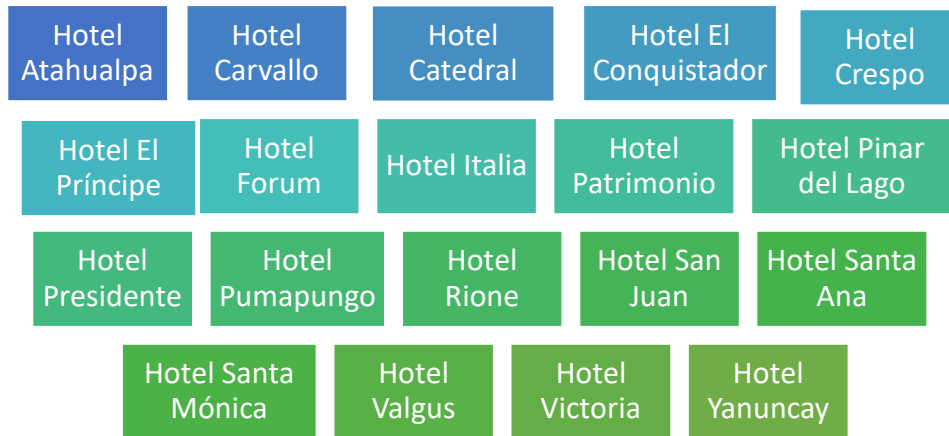 Hotel
Atahualpa
Hotel
Carvallo
Hotel
Catedral
Hotel El
Conquistador
Hotel
Crespo
Hotel El
Príncipe
Hotel
Forum
Hotel Italia
Hotel
Patrimonio
Hotel Pinar
del Lago
Hotel
Presidente
Hotel
Pumapungo
Hotel
Rione
Hotel San
Juan
Hotel Santa
Ana
Hotel Santa
Mónica
Hotel
Valgus
Hotel
Victoria
Hotel
Yanuncay